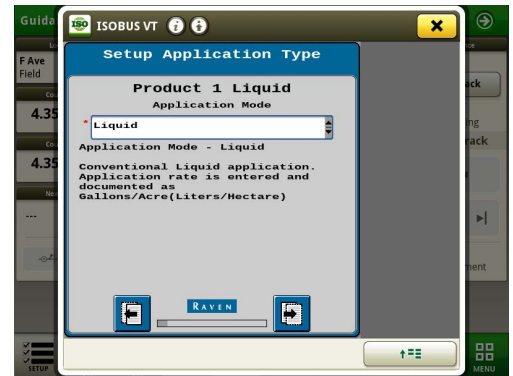 Guida
ISOBUS VT
Setup Application Type
F Ave
Field
Product 1 Liquid
Application Mode
ack
4.35
* Liquid
Application Mode - Liquid
rack
4.35
Conventional Liquid application.
Application rate is entered and
documented as
Gallons/Acre(Liters/Hectare)
---
ment
RAVEN
SETUP
MENU